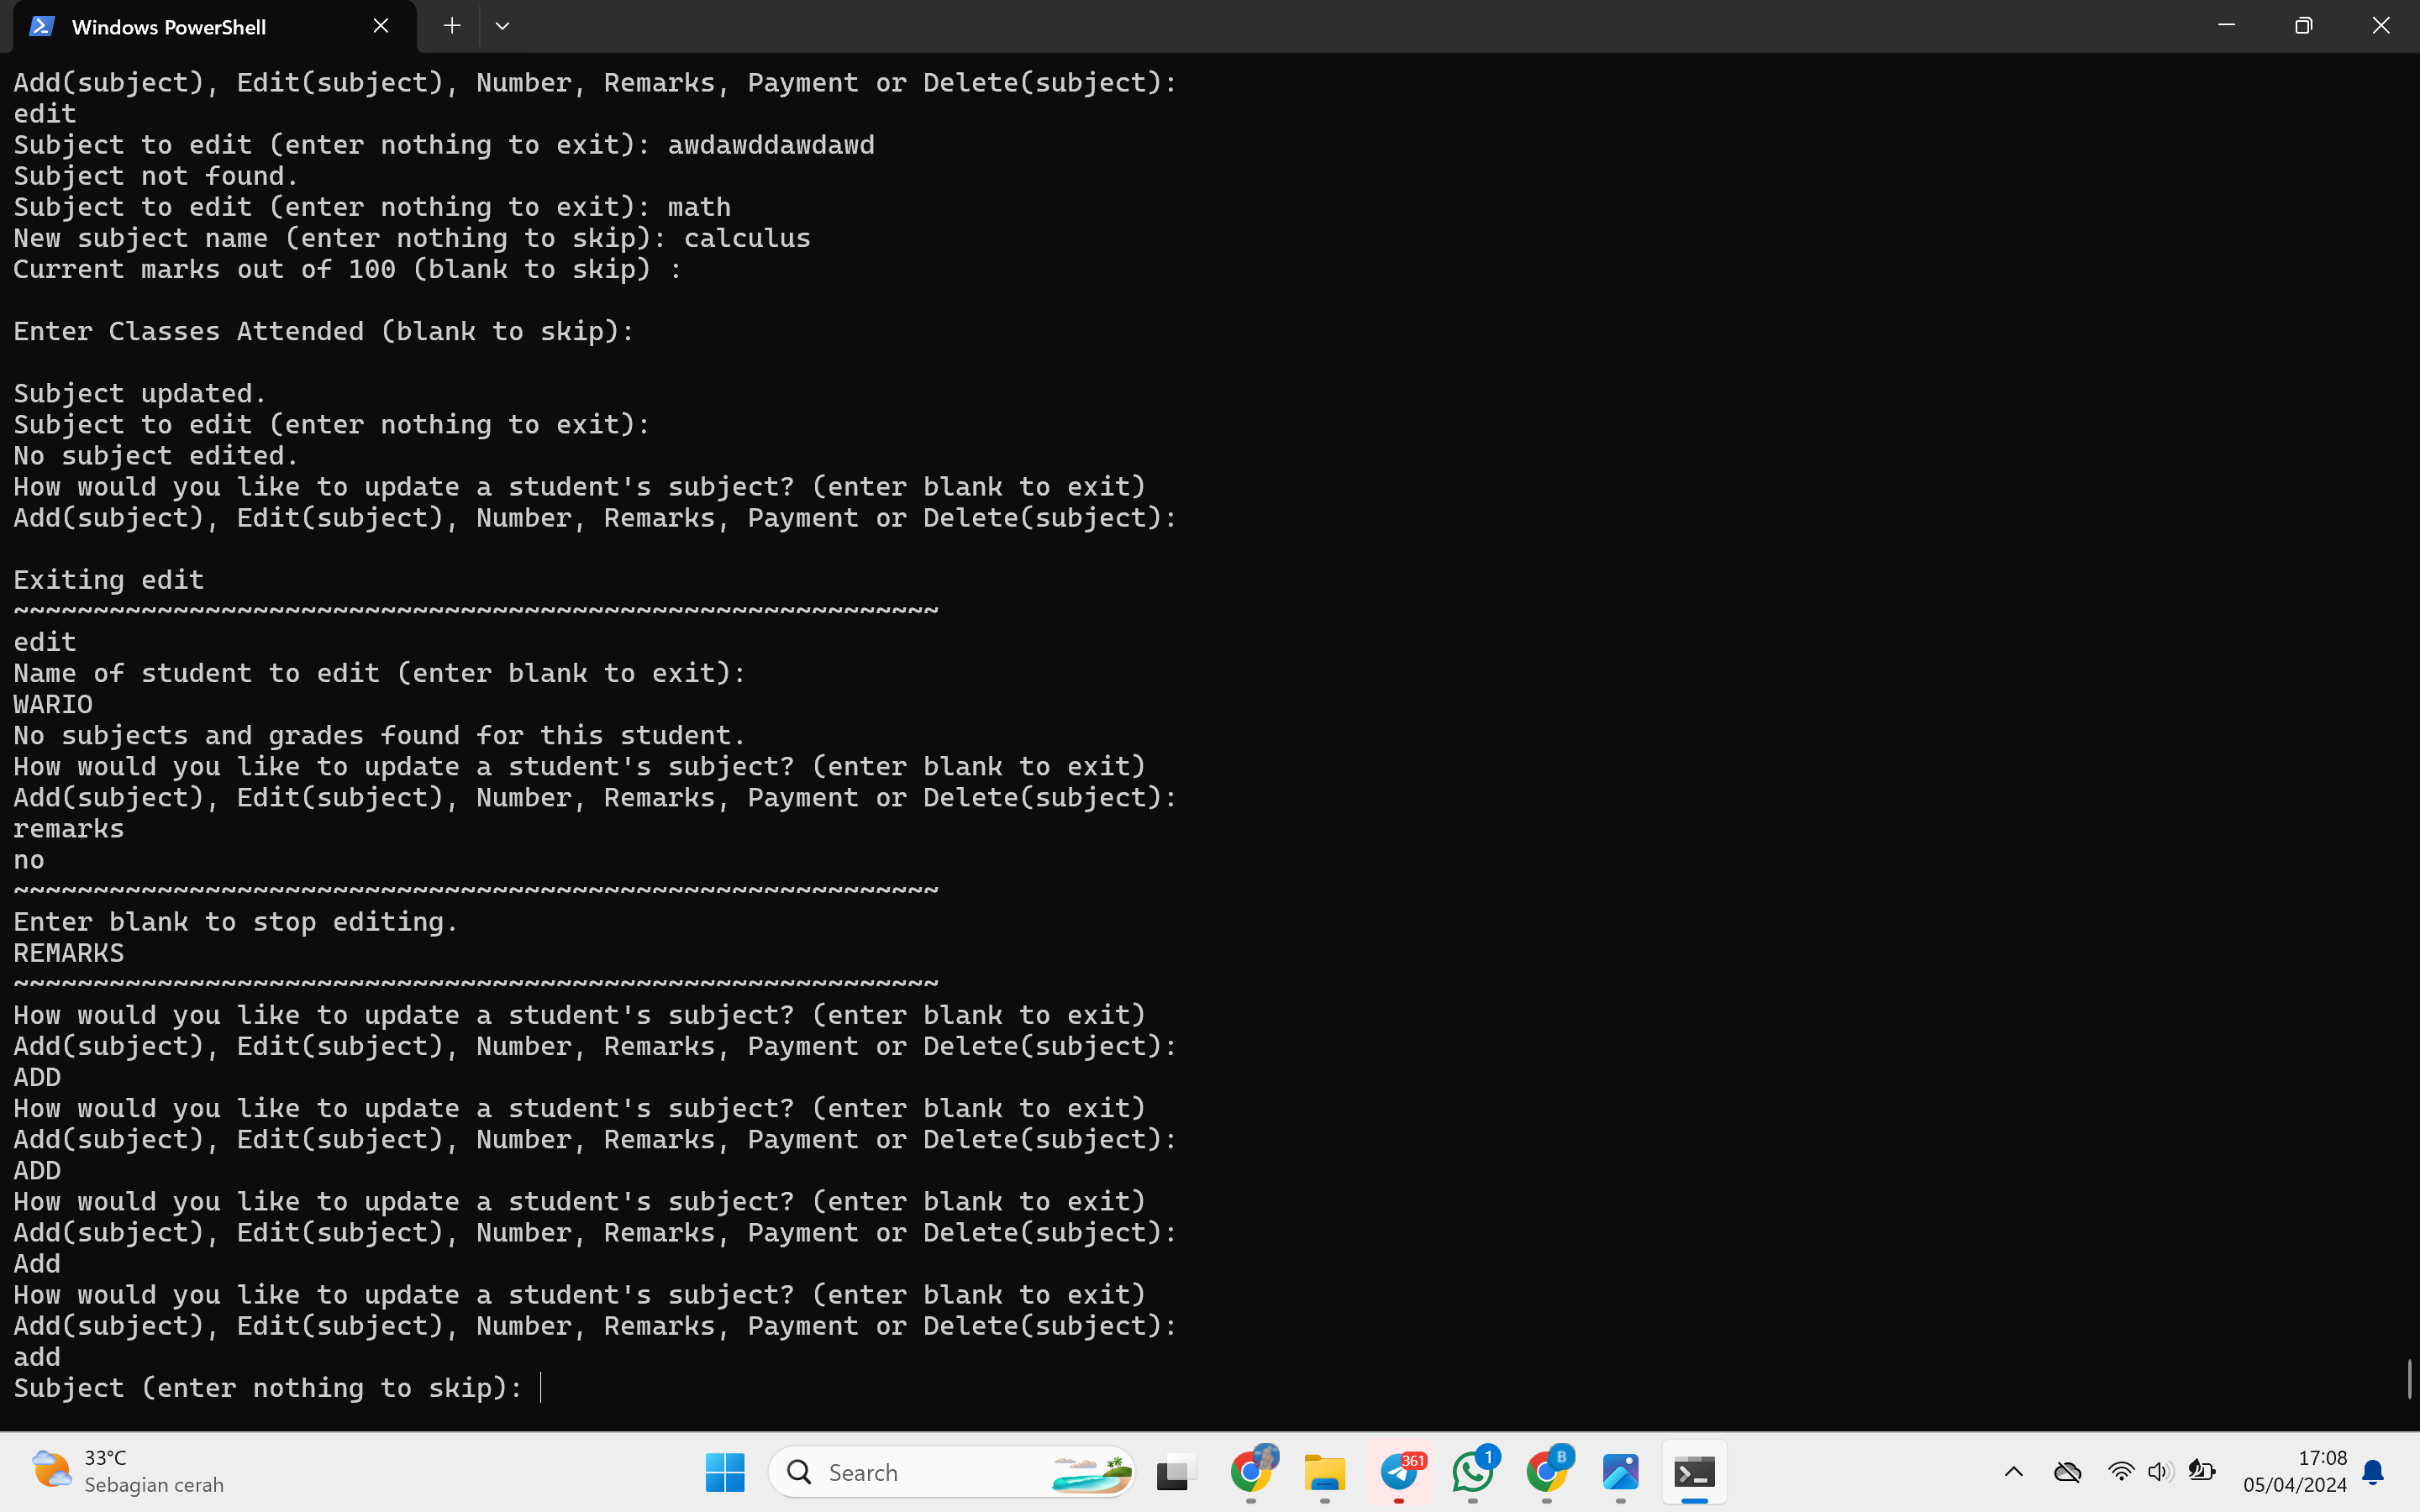 Windows PowerShell
Add(subject), Edit(subject), Number, Remarks, Payment or Delete(subject):
edit
Subject to edit (enter nothing to exit): awdawddawdawd
Subject not found.
Subject to edit (enter nothing to exit): math
New subject name (enter nothing to skip): calculus
Current marks out of 100 (blank to skip) :
Enter Classes Attended (blank to skip):
Subject updated.
Subject to edit (enter nothing to exit):
No subject edited.
How would you like to update a student's subject? (enter blank to exit)
Add(subject), Edit(subject), Number, Remarks, Payment or Delete(subject):
Exiting edit
~~~~~~~~~~~~~~~~~~~~~~~~~~~~~~~~~~~~~~~~~~~~~~~~~~~~~~~~~~
edit
Name of student to edit (enter blank to exit):
WARIO
No subjects and grades found for this student.
How would you like to update a student's subject? (enter blank to exit)
Add(subject), Edit(subject), Number, Remarks, Payment or Delete(subject):
remarks
no
~~~~~~~~~~~~~~~~~~~~~~~~~~~~~~~~~~~~~~~~~~~~~~~~~~~~~~~~~~
Enter blank to stop editing.
REMARKS
~~~~~~~~~~~~~~~~~~~~~~~~~~~~~~~~~~~~~~~~~~~~~~~~~~~~~~~~~~
How would you like to update a student's subject? (enter blank to exit)
Add(subject), Edit(subject), Number, Remarks, Payment or Delete(subject):
ADD
How would you like to update a student's subject? (enter blank to exit)
Add(subject), Edit(subject), Number, Remarks, Payment or Delete(subject):
ADD
How would you like to update a student's subject? (enter blank to exit)
Add(subject), Edit(subject), Number, Remarks, Payment or Delete(subject):
Add
How would you like to update a student's subject? (enter blank to exit)
Add(subject), Edit(subject), Number, Remarks, Payment or Delete(subject):
add
Subject (enter nothing to skip):
33°C
Sebagian cerah
Search
361
1
B
17:08
05/04/2024